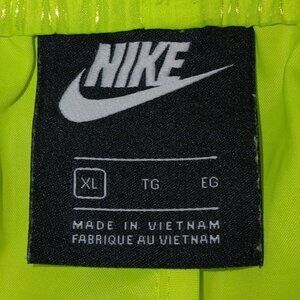 NIKE
XL TG EG
MADE IN VIETNAM
FABRIQUE AU VIETNAM